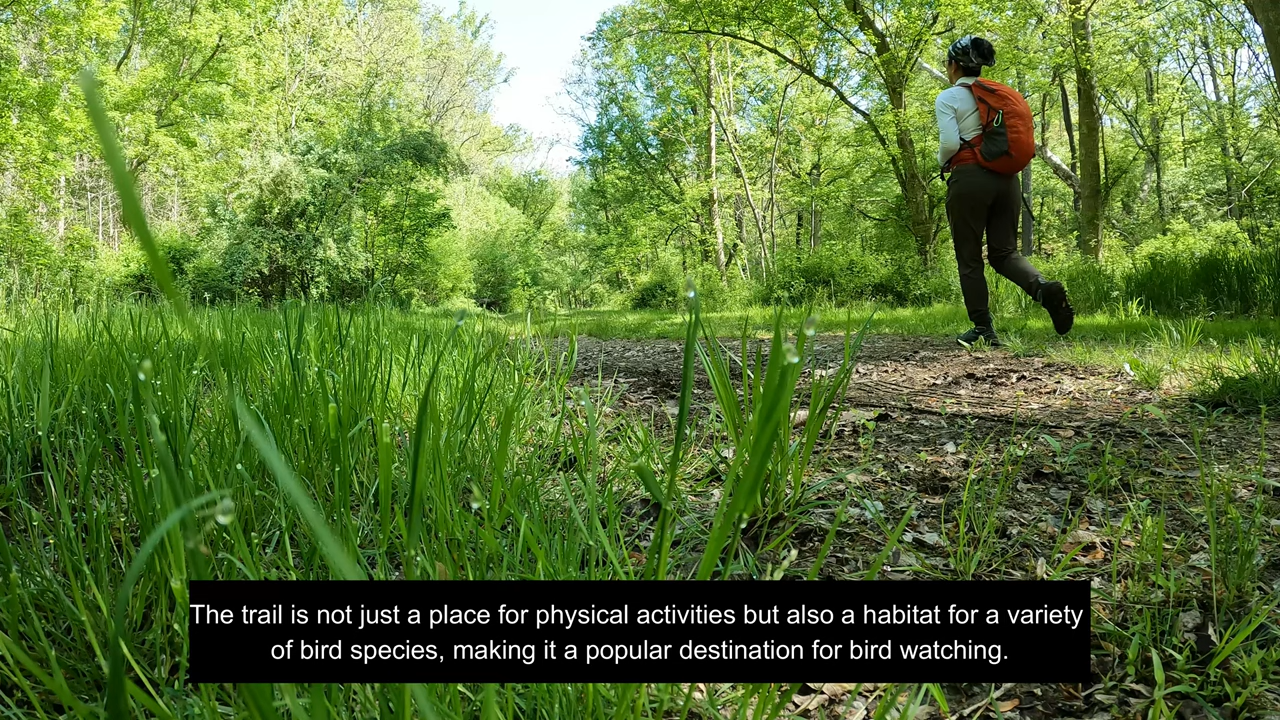 The trail is not just a place for physical activities but also a habitat for a variety
of bird species, making it a popular destination for bird watching.